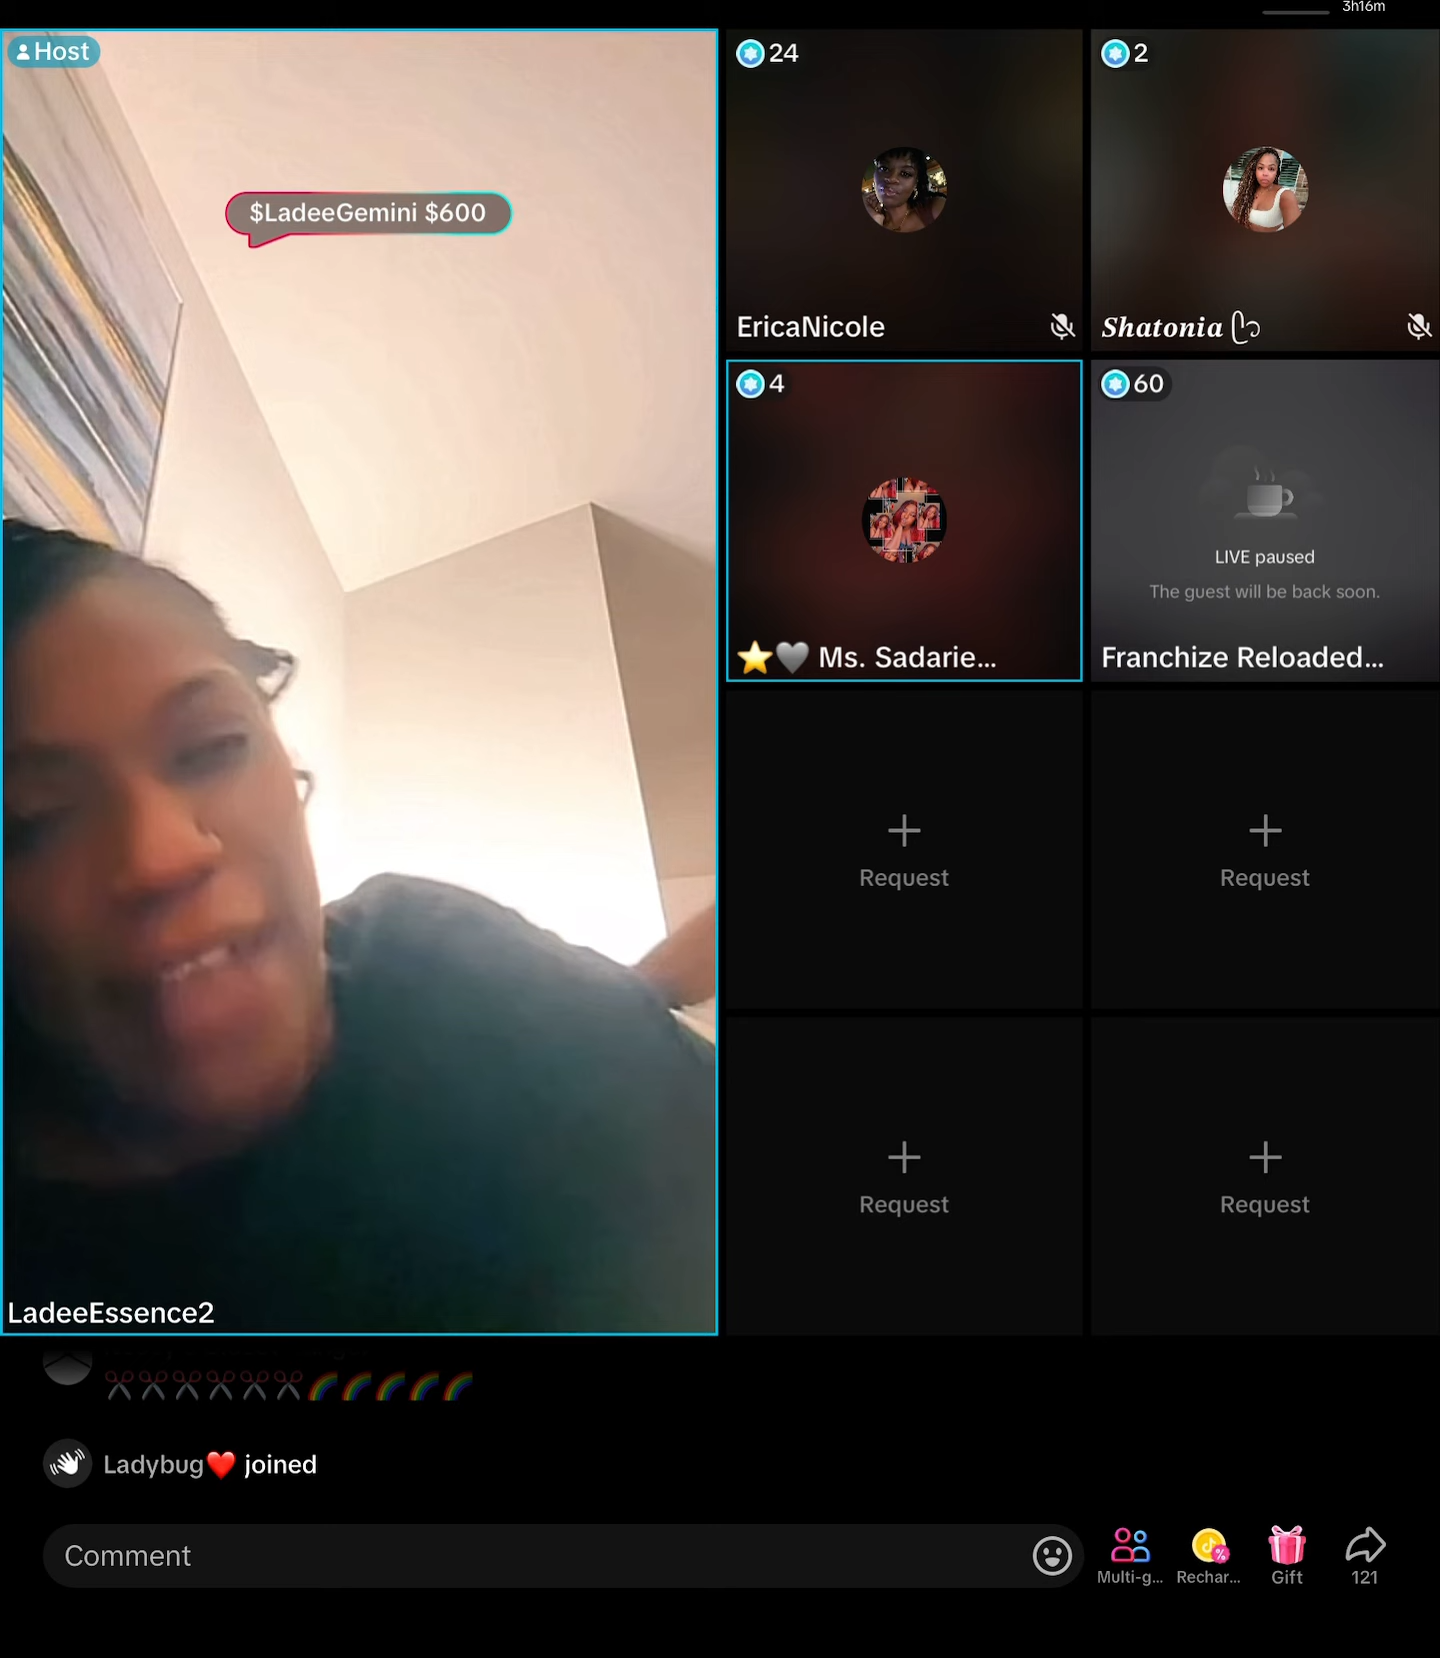 3h16m
Host
$LadeeGemini $600
LadeeEssence2
24
EricaNicole
2
Shatonia
4
⭐🩶 Ms. Sadarie...
60
LIVE paused
The guest will be back soon.
Franchize Reloaded...
Request
Request
Request
Request
✂✂✂✂✂✂🌈🌈🌈🌈🌈
Ladybug❤️ joined
Comment
Multi-g...
Rechar...
Gift
121